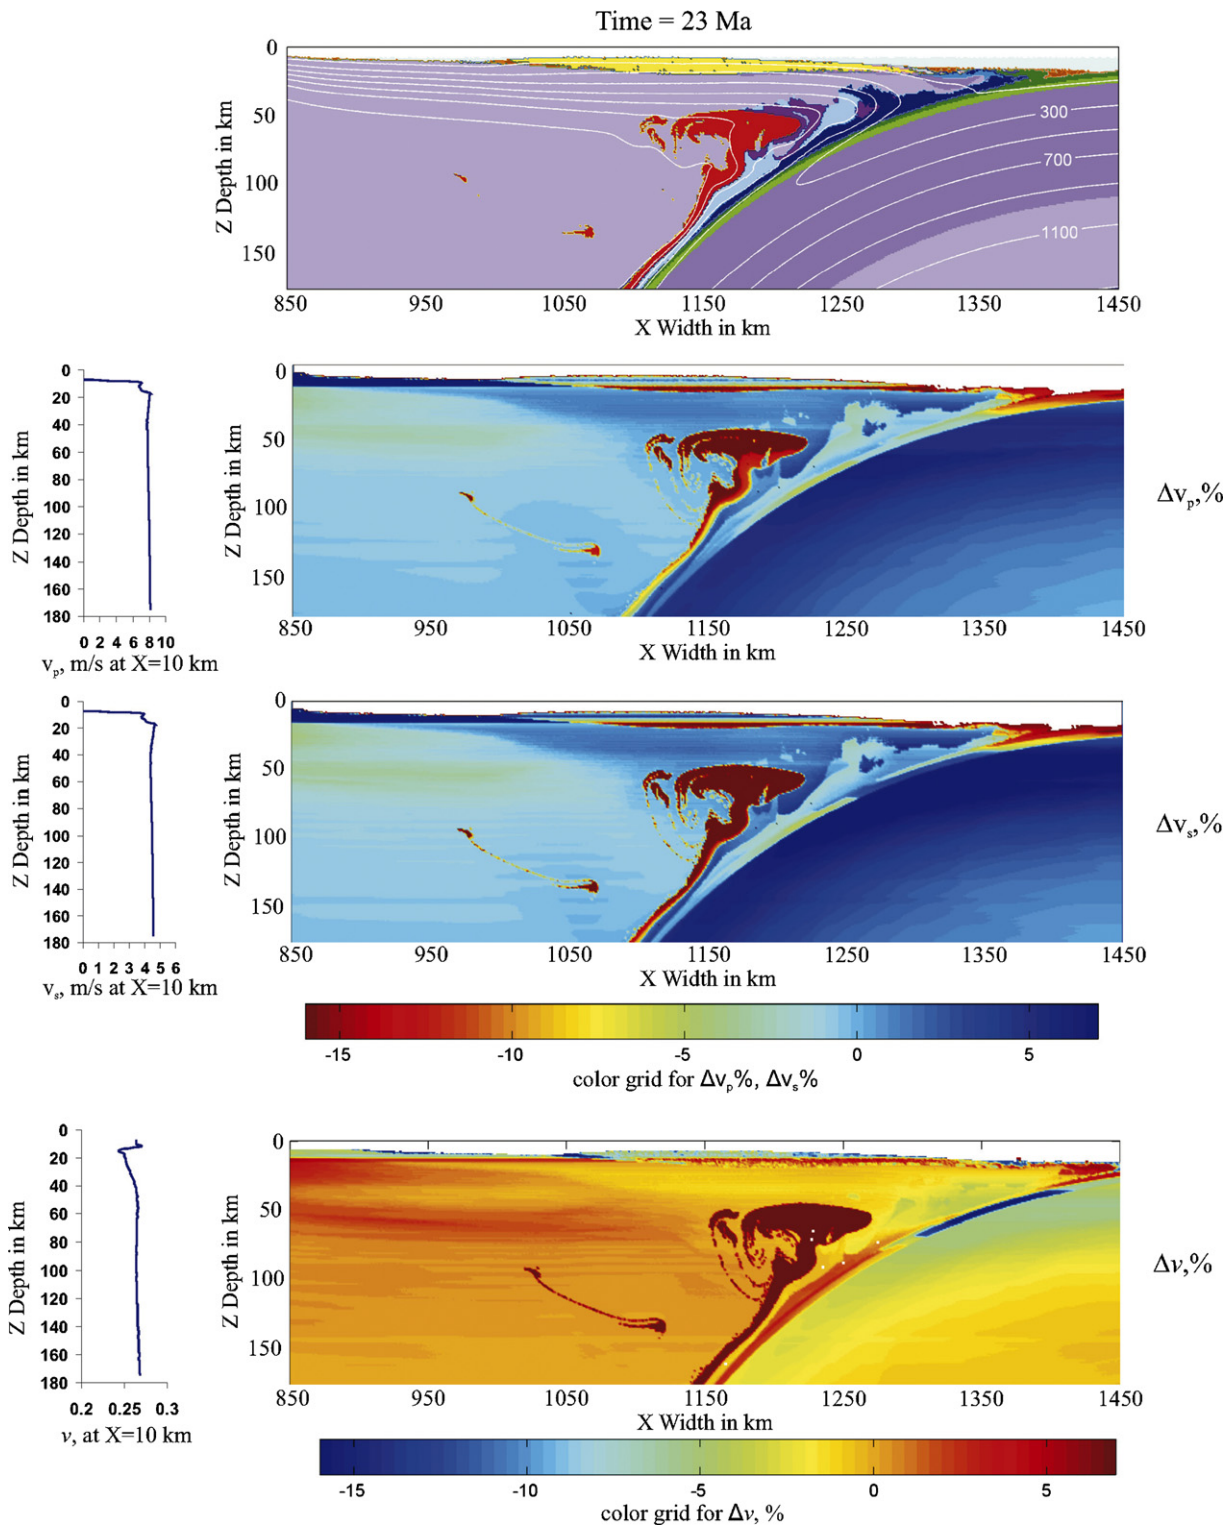 Time = 23 Ma
0
50
100
150
Z Depth in km
300
700
1100
850 950 1050 1150 1250 1350 1450
X Width in km
0
20
40
60
80
100
120
140
160
180
Z Depth in km
0 2 4 6 8 10
vp, m/s at X=10 km
0
50
100
150
Z Depth in km
850 950 1050 1150 1250 1350 1450
X Width in km
Δvp,%
0
20
40
60
80
100
120
140
160
180
Z Depth in km
0 1 2 3 4 5 6
vs, m/s at X=10 km
0
50
100
150
Z Depth in km
850 950 1050 1150 1250 1350 1450
X Width in km
Δvs,%
-15 -10 -5 0 5
color grid for Δvp%, Δvs%
0
20
40
60
80
100
120
140
160
180
Z Depth in km
0.2 0.25 0.3
ν, at X=10 km
0
50
100
150
Z Depth in km
850 950 1050 1150 1250 1350 1450
X Width in km
Δν,%
-15 -10 -5 0 5
color grid for Δν, %